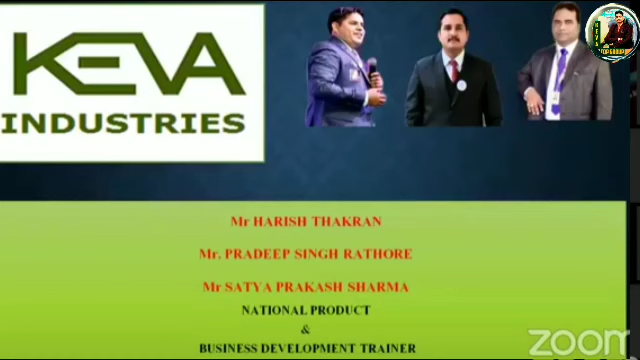 KEVA
INDUSTRIES
Mr HARISH THAKRAN
Mr. PRADEEP SINGH RATHORE
Mr SATYA PRAKASH SHARMA
NATIONAL PRODUCT
&
BUSINESS DEVELOPMENT TRAINER
zoom